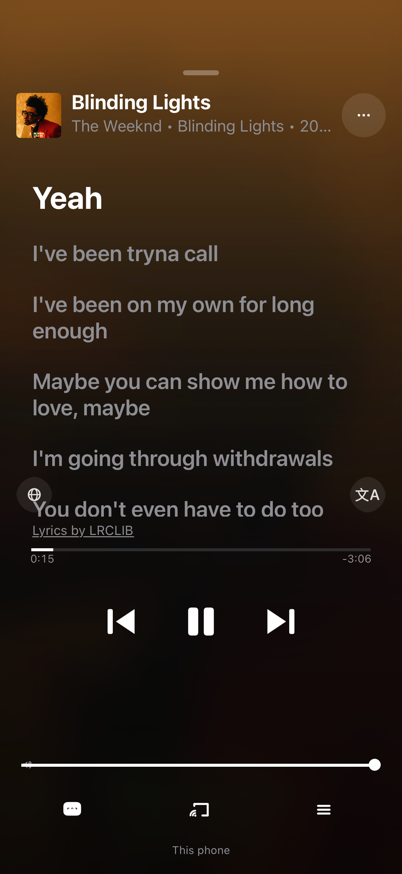 Blinding Lights
The Weeknd • Blinding Lights • 20...
Yeah
I've been tryna call
I've been on my own for long
enough
Maybe you can show me how to
love, maybe
I'm going through withdrawals
You don't even have to do too
Lyrics by LRCLIB
文A
0:15
-3:06
This phone